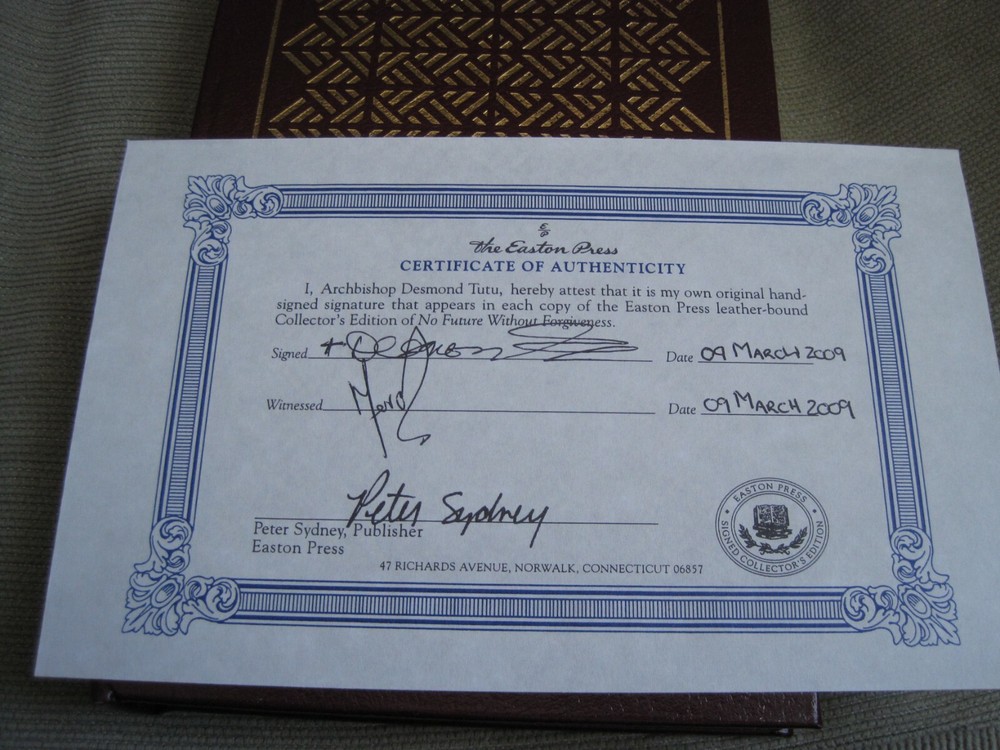 the Easton Press
CERTIFICATE OF AUTHENTICITY
I, Archbishop Desmond Tutu, hereby attest that it is my own original hand-
signed signature that appears in each copy of the Easton Press leather-bound
Collector's Edition of No Future Without Forgiveness.
Signed Date 09 MARCH 2009
Witnessed Date 09 MARCH 2009
Peter Sydney
Peter Sydney, Publisher
Easton Press
47 RICHARDS AVENUE, NORWALK, CONNECTICUT 06857
EASTON PRESS
SIGNED COLLECTOR'S EDITION